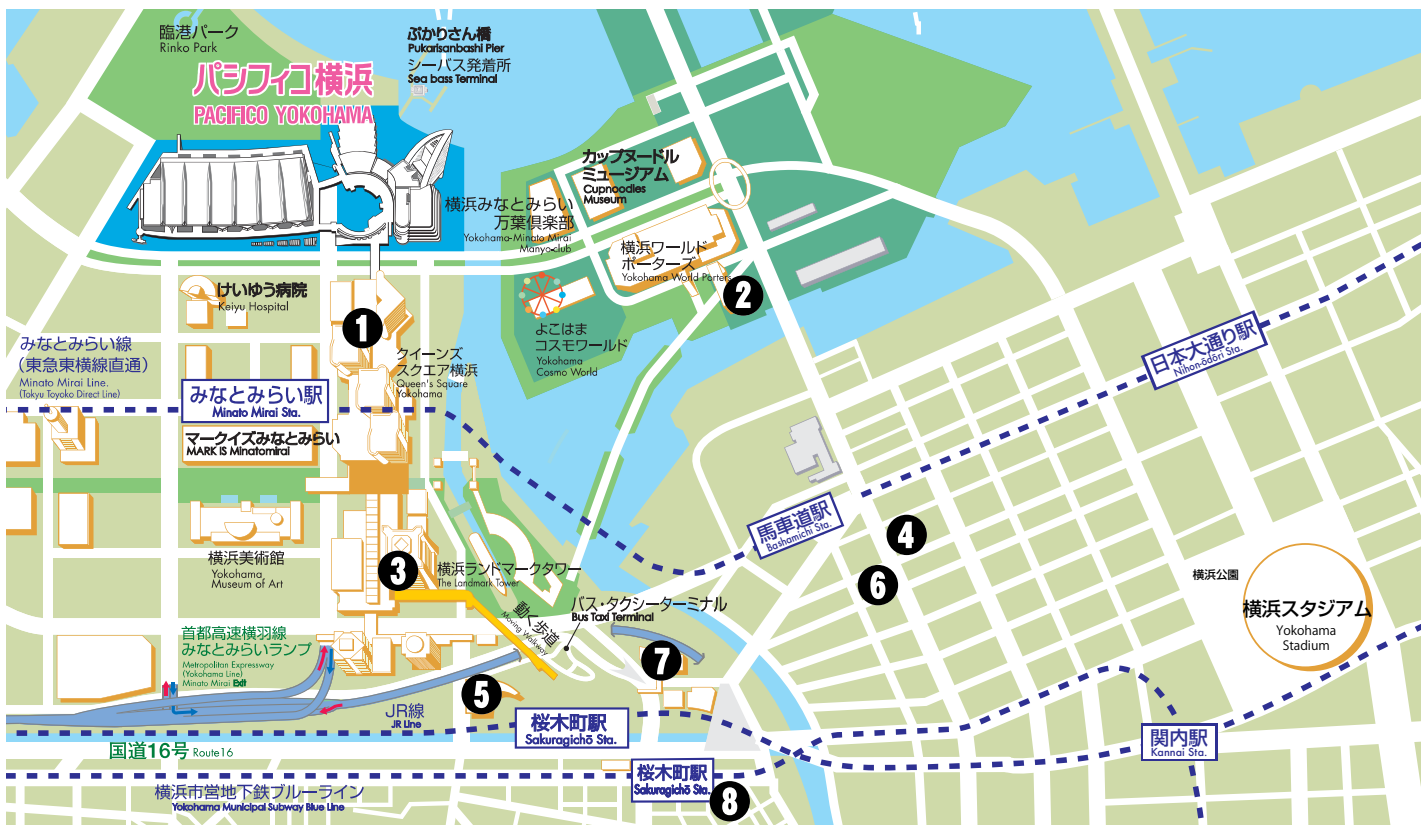 臨港パーク
Rinko Park
ぷかりさん橋
Pukarisanbashi Pier
シーバス発着所
Sea bass Terminal
パシフィコ横浜
PACIFICO YOKOHAMA
カップヌードル
ミュージアム
Cupnoodles
Museum
横浜みなとみらい
万葉倶楽部
Yokohama-Minato Mirai
Manyo-club
横浜ワールド
ポーターズ
Yokohama World Porters
けいゆう病院
Keiyu Hospital
1
2
よこはま
コスモワールド
Yokohama
Cosmo World
みなとみらい線
(東急東横線直通)
Minato Mirai Line.
(Tokyu Toyoko Direct Line)
クイーンズ
スクエア横浜
Queen's Square
Yokohama
みなとみらい駅
Minato Mirai Sta.
日本大通り駅
Nihon-ōdōri Sta.
マークイズみなとみらい
MARK IS Minatomirai
馬車道駅
Bashamichi Sta.
4
横浜美術館
Yokohama
Museum of Art
3
横浜ランドマークタワー
The Landmark Tower
6
横浜公園
横浜スタジアム
Yokohama
Stadium
動く歩道
Moving Walkway
バス・タクシーターミナル
Bus Taxi Terminal
首都高速横羽線
みなとみらいランプ
Metropolitan Expressway
(Yokohama Line)
Minato Mirai Exit
7
5
JR線
JR Line
桜木町駅
Sakuragichō Sta.
国道16号 Route16
関内駅
Kannai Sta.
桜木町駅
Sakuragichō Sta.
横浜市営地下鉄ブルーライン
Yokohama Municipal Subway Blue Line
8